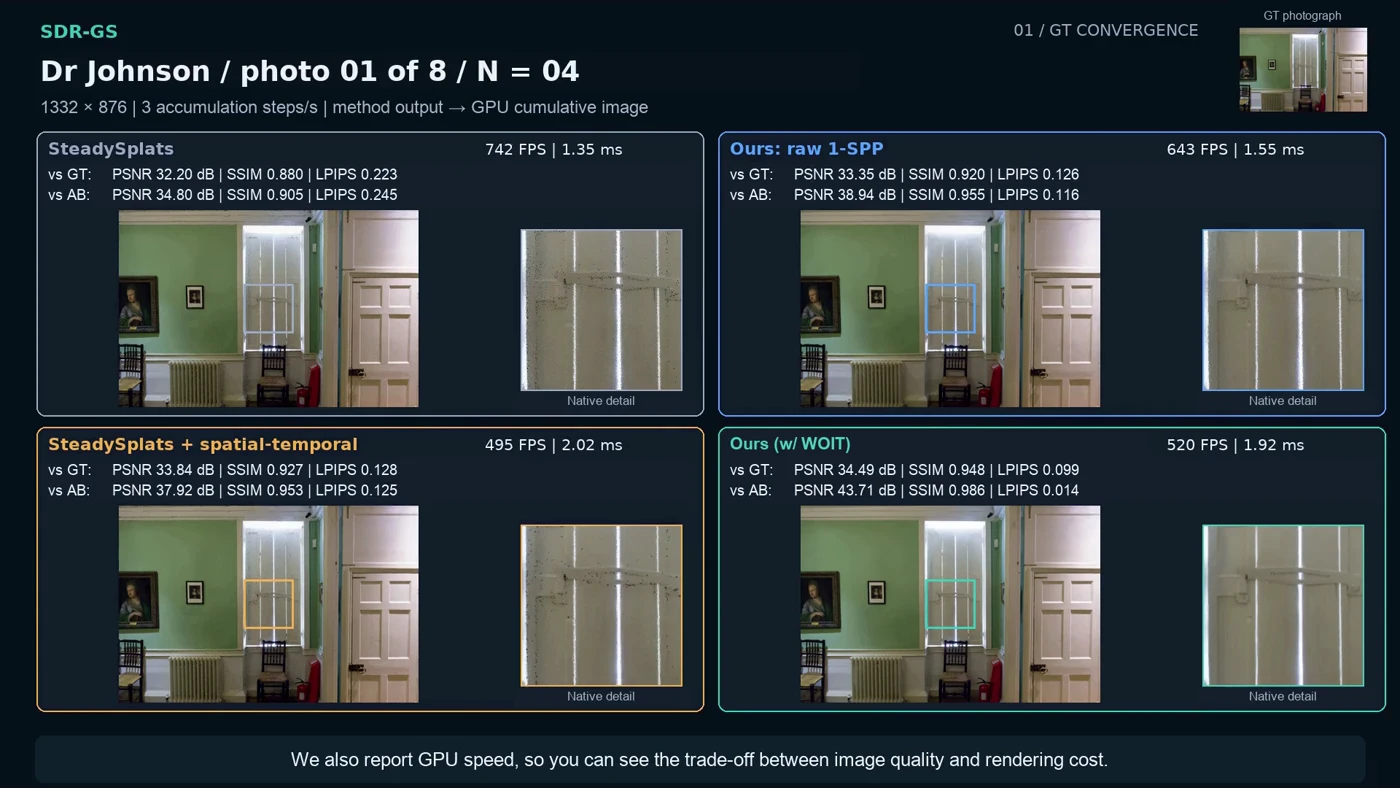 SDR-GS
01 / GT CONVERGENCE
GT photograph
Dr Johnson / photo 01 of 8 / N = 04
1332 × 876 | 3 accumulation steps/s | method output → GPU cumulative image
SteadySplats
742 FPS | 1.35 ms
vs GT: PSNR 32.20 dB | SSIM 0.880 | LPIPS 0.223
vs AB: PSNR 34.80 dB | SSIM 0.905 | LPIPS 0.245
Native detail
Ours: raw 1-SPP
643 FPS | 1.55 ms
vs GT: PSNR 33.35 dB | SSIM 0.920 | LPIPS 0.126
vs AB: PSNR 38.94 dB | SSIM 0.955 | LPIPS 0.116
Native detail
SteadySplats + spatial-temporal
495 FPS | 2.02 ms
vs GT: PSNR 33.84 dB | SSIM 0.927 | LPIPS 0.128
vs AB: PSNR 37.92 dB | SSIM 0.953 | LPIPS 0.125
Native detail
Ours (w/ WOIT)
520 FPS | 1.92 ms
vs GT: PSNR 34.49 dB | SSIM 0.948 | LPIPS 0.099
vs AB: PSNR 43.71 dB | SSIM 0.986 | LPIPS 0.014
Native detail
We also report GPU speed, so you can see the trade-off between image quality and rendering cost.